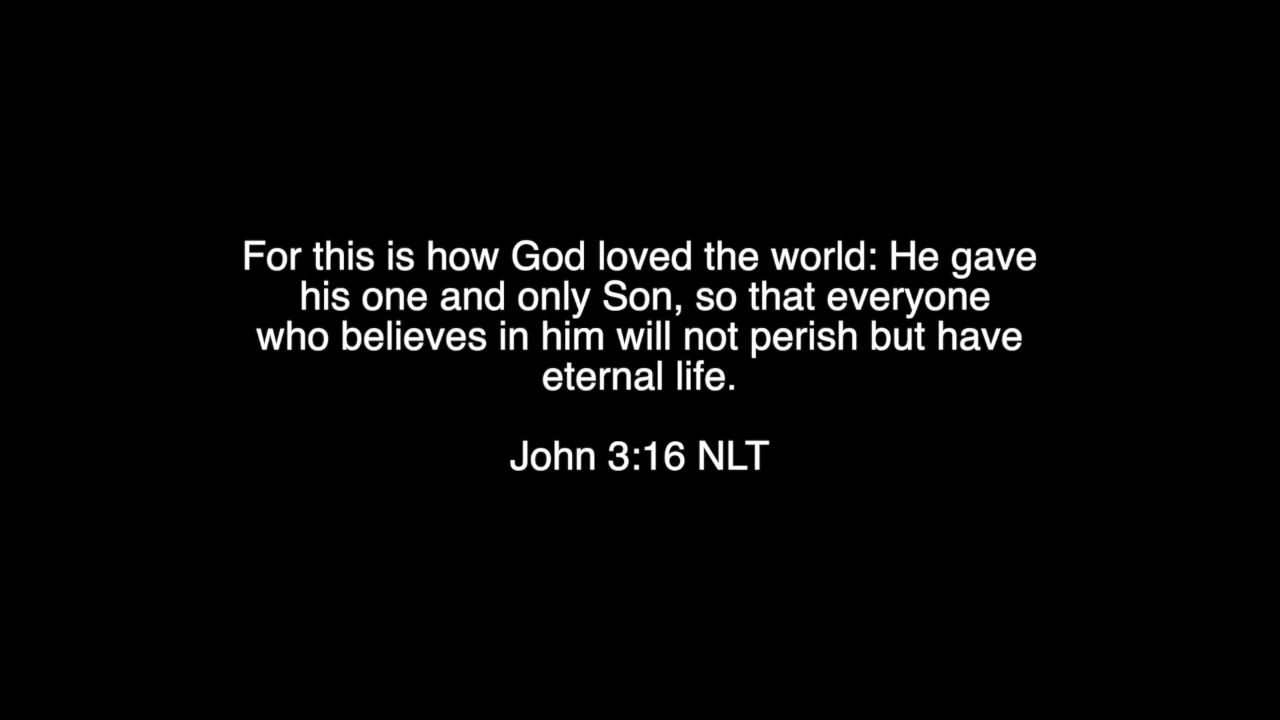 For this is how God loved the world: He gave
his one and only Son, so that everyone
who believes in him will not perish but have
eternal life.
John 3:16 NLT